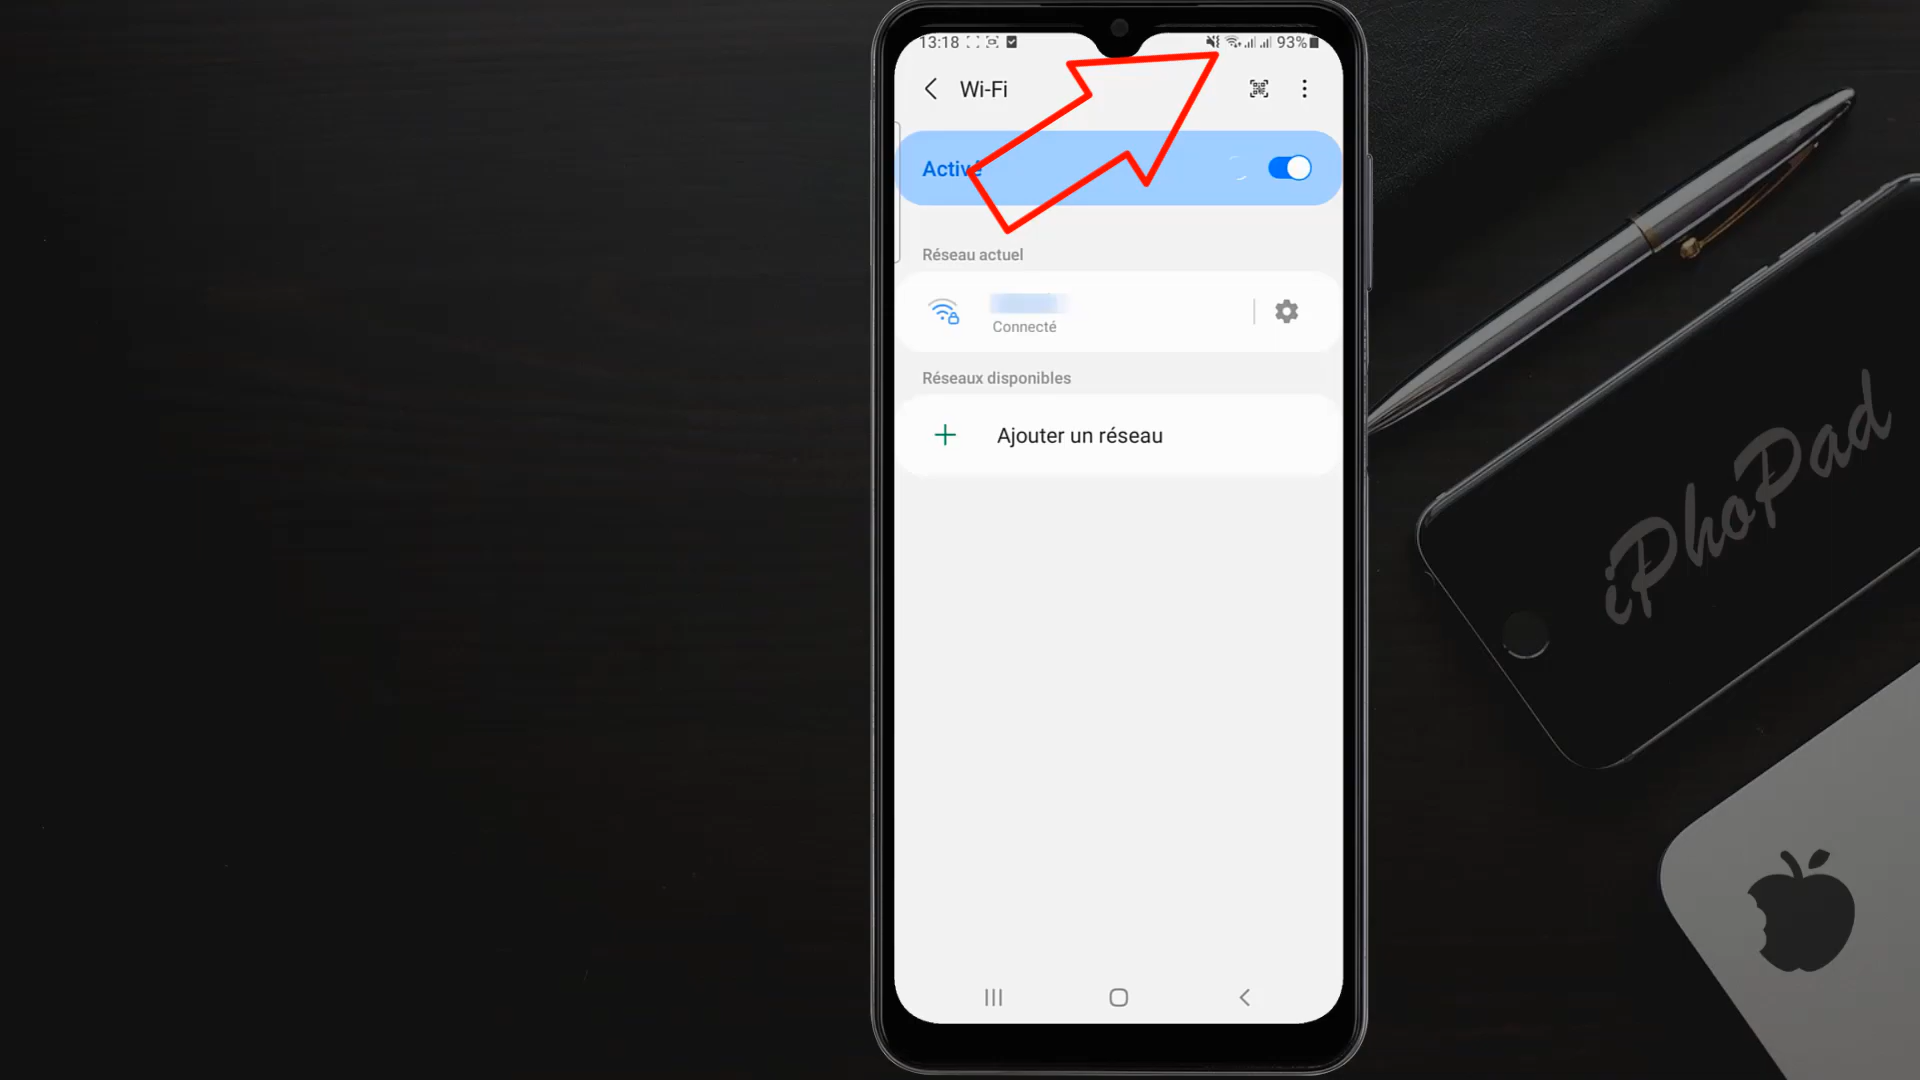 13:18
93%
Wi-Fi
Activé
Réseau actuel
Connecté
Réseaux disponibles
Ajouter un réseau
iPhoPad